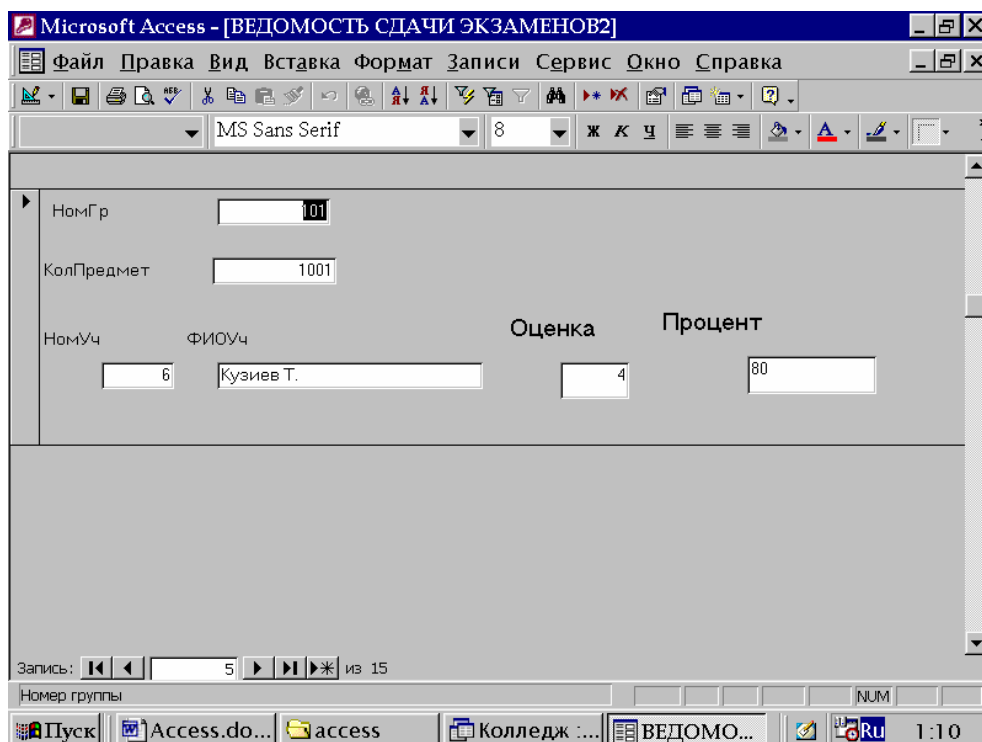 Microsoft Access - [ВЕДОМОСТЬ СДАЧИ ЭКЗАМЕНОВ2]
Файл Правка Вид Вставка Формат Записи Сервис Окно Справка
MS Sans Serif 8 Ж К Ч
НомГр 101
КолПредмет 1001
Оценка Процент
НомУч ФИОУч
6 Кузиев Т. 4 80
Запись: 5 из 15
Номер группы NUM
Пуск Access.do... access Колледж :... ВЕДОМО... Ru 1:10